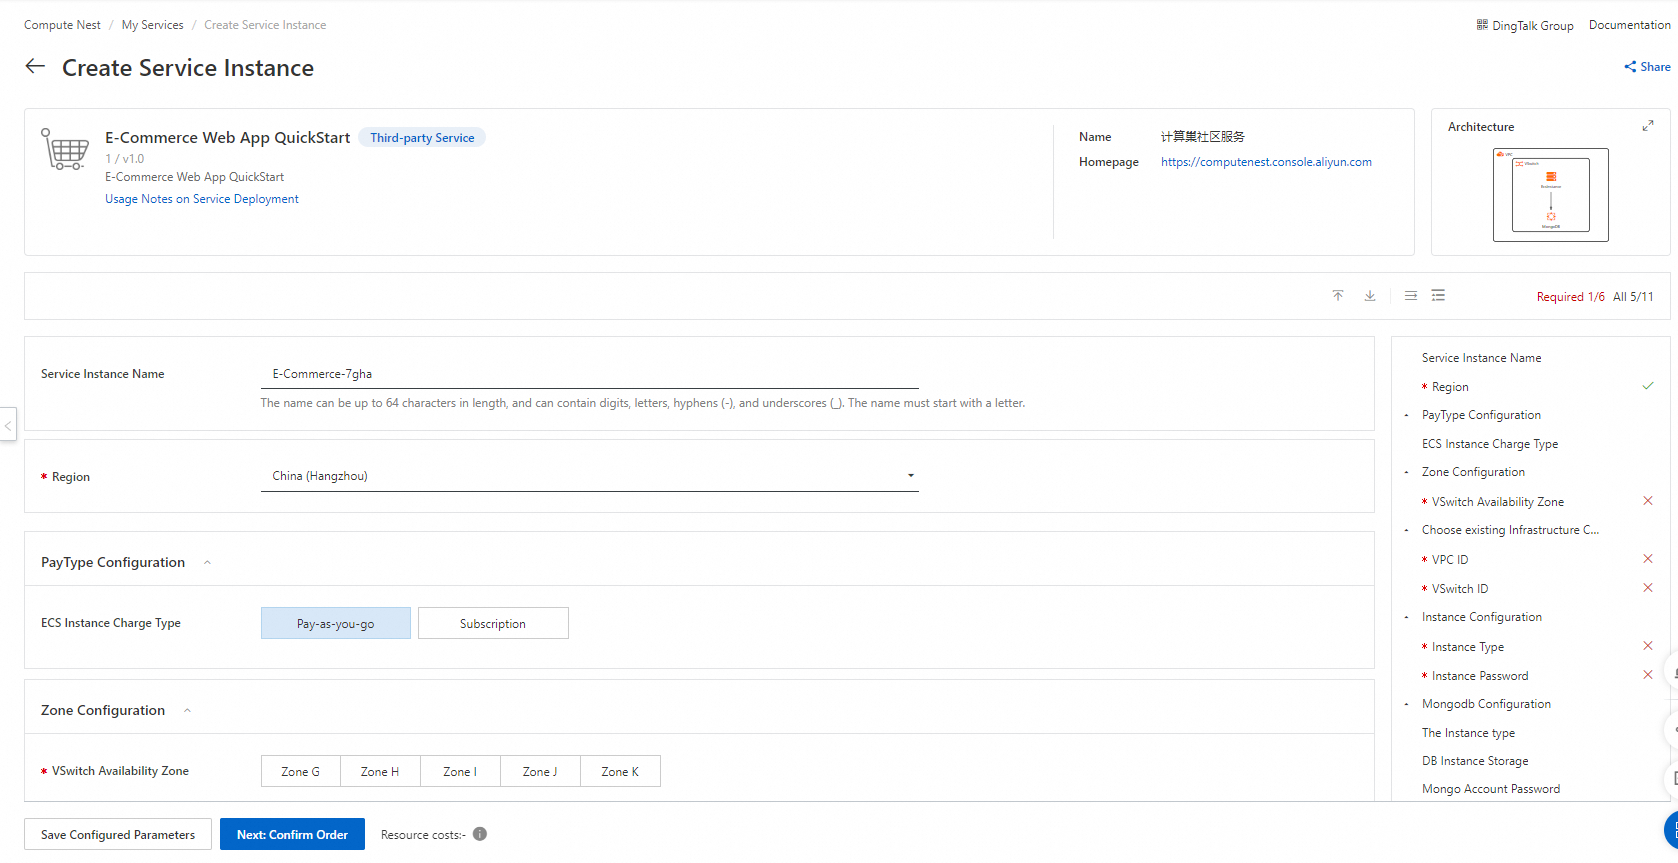 Compute Nest / My Services / Create Service Instance
DingTalk Group Documentation
Create Service Instance
Share
E-Commerce Web App QuickStart Third-party Service
1 / v1.0
E-Commerce Web App QuickStart
Usage Notes on Service Deployment
Name 计算巢社区服务
Homepage https://computenest.console.aliyun.com
Architecture
VPC
VSwitch
MongoDB
Required 1/6 All 5/11
Service Instance Name E-Commerce-7gha
The name can be up to 64 characters in length, and can contain digits, letters, hyphens (-), and underscores (_). The name must start with a letter.
* Region China (Hangzhou)
PayType Configuration
ECS Instance Charge Type Pay-as-you-go Subscription
Zone Configuration
* VSwitch Availability Zone Zone G Zone H Zone I Zone J Zone K
Service Instance Name
* Region
PayType Configuration
ECS Instance Charge Type
Zone Configuration
* VSwitch Availability Zone
Choose existing Infrastructure C...
* VPC ID
* VSwitch ID
Instance Configuration
* Instance Type
* Instance Password
Mongodb Configuration
The Instance type
DB Instance Storage
Mongo Account Password
Save Configured Parameters Next: Confirm Order Resource costs:-